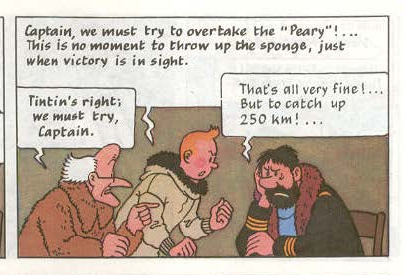 Captain, we must try to overtake the "Peary"!...
This is no moment to throw up the sponge, just
when victory is in sight.
Tintin's right;
we must try,
Captain.
That's all very fine!...
But to catch up
250 km!...